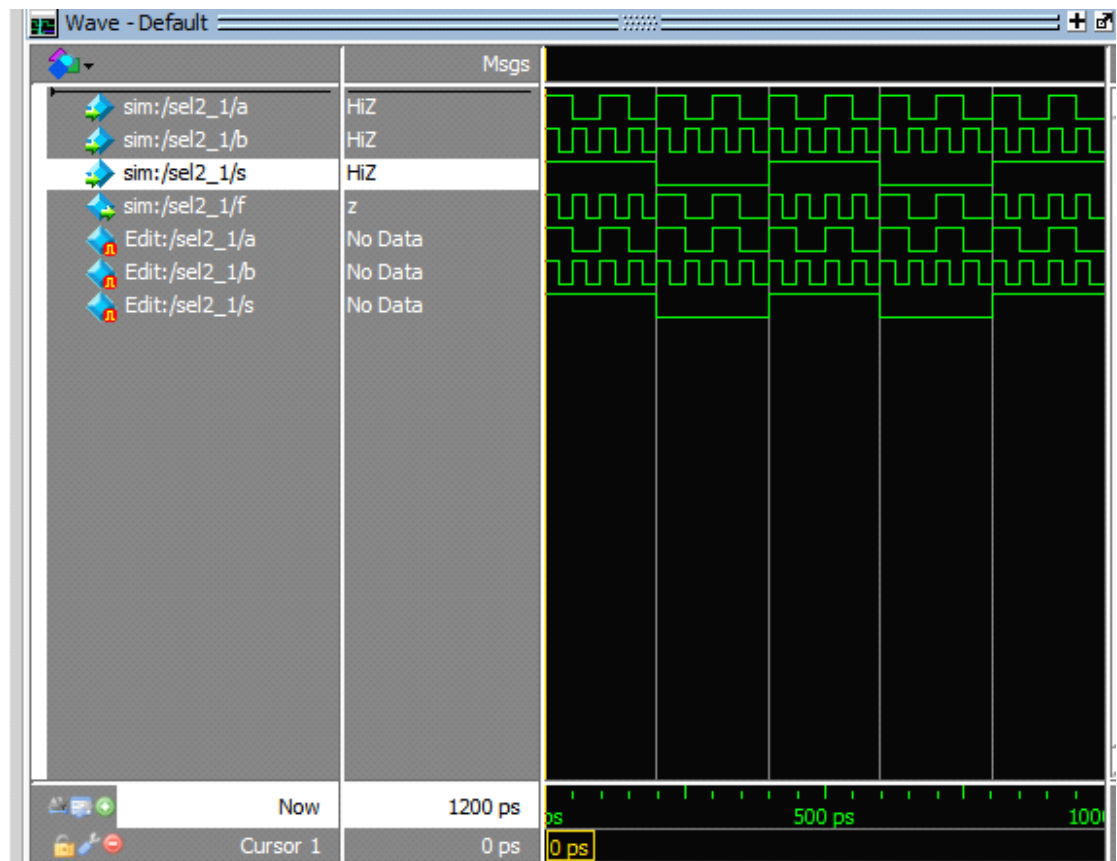 Wave - Default
Msgs
sim:/sel2_1/a HiZ
sim:/sel2_1/b HiZ
sim:/sel2_1/s HiZ
sim:/sel2_1/f z
Edit:/sel2_1/a No Data
Edit:/sel2_1/b No Data
Edit:/sel2_1/s No Data
Now 1200 ps ps 500 ps 1000
Cursor 1 0 ps 0 ps